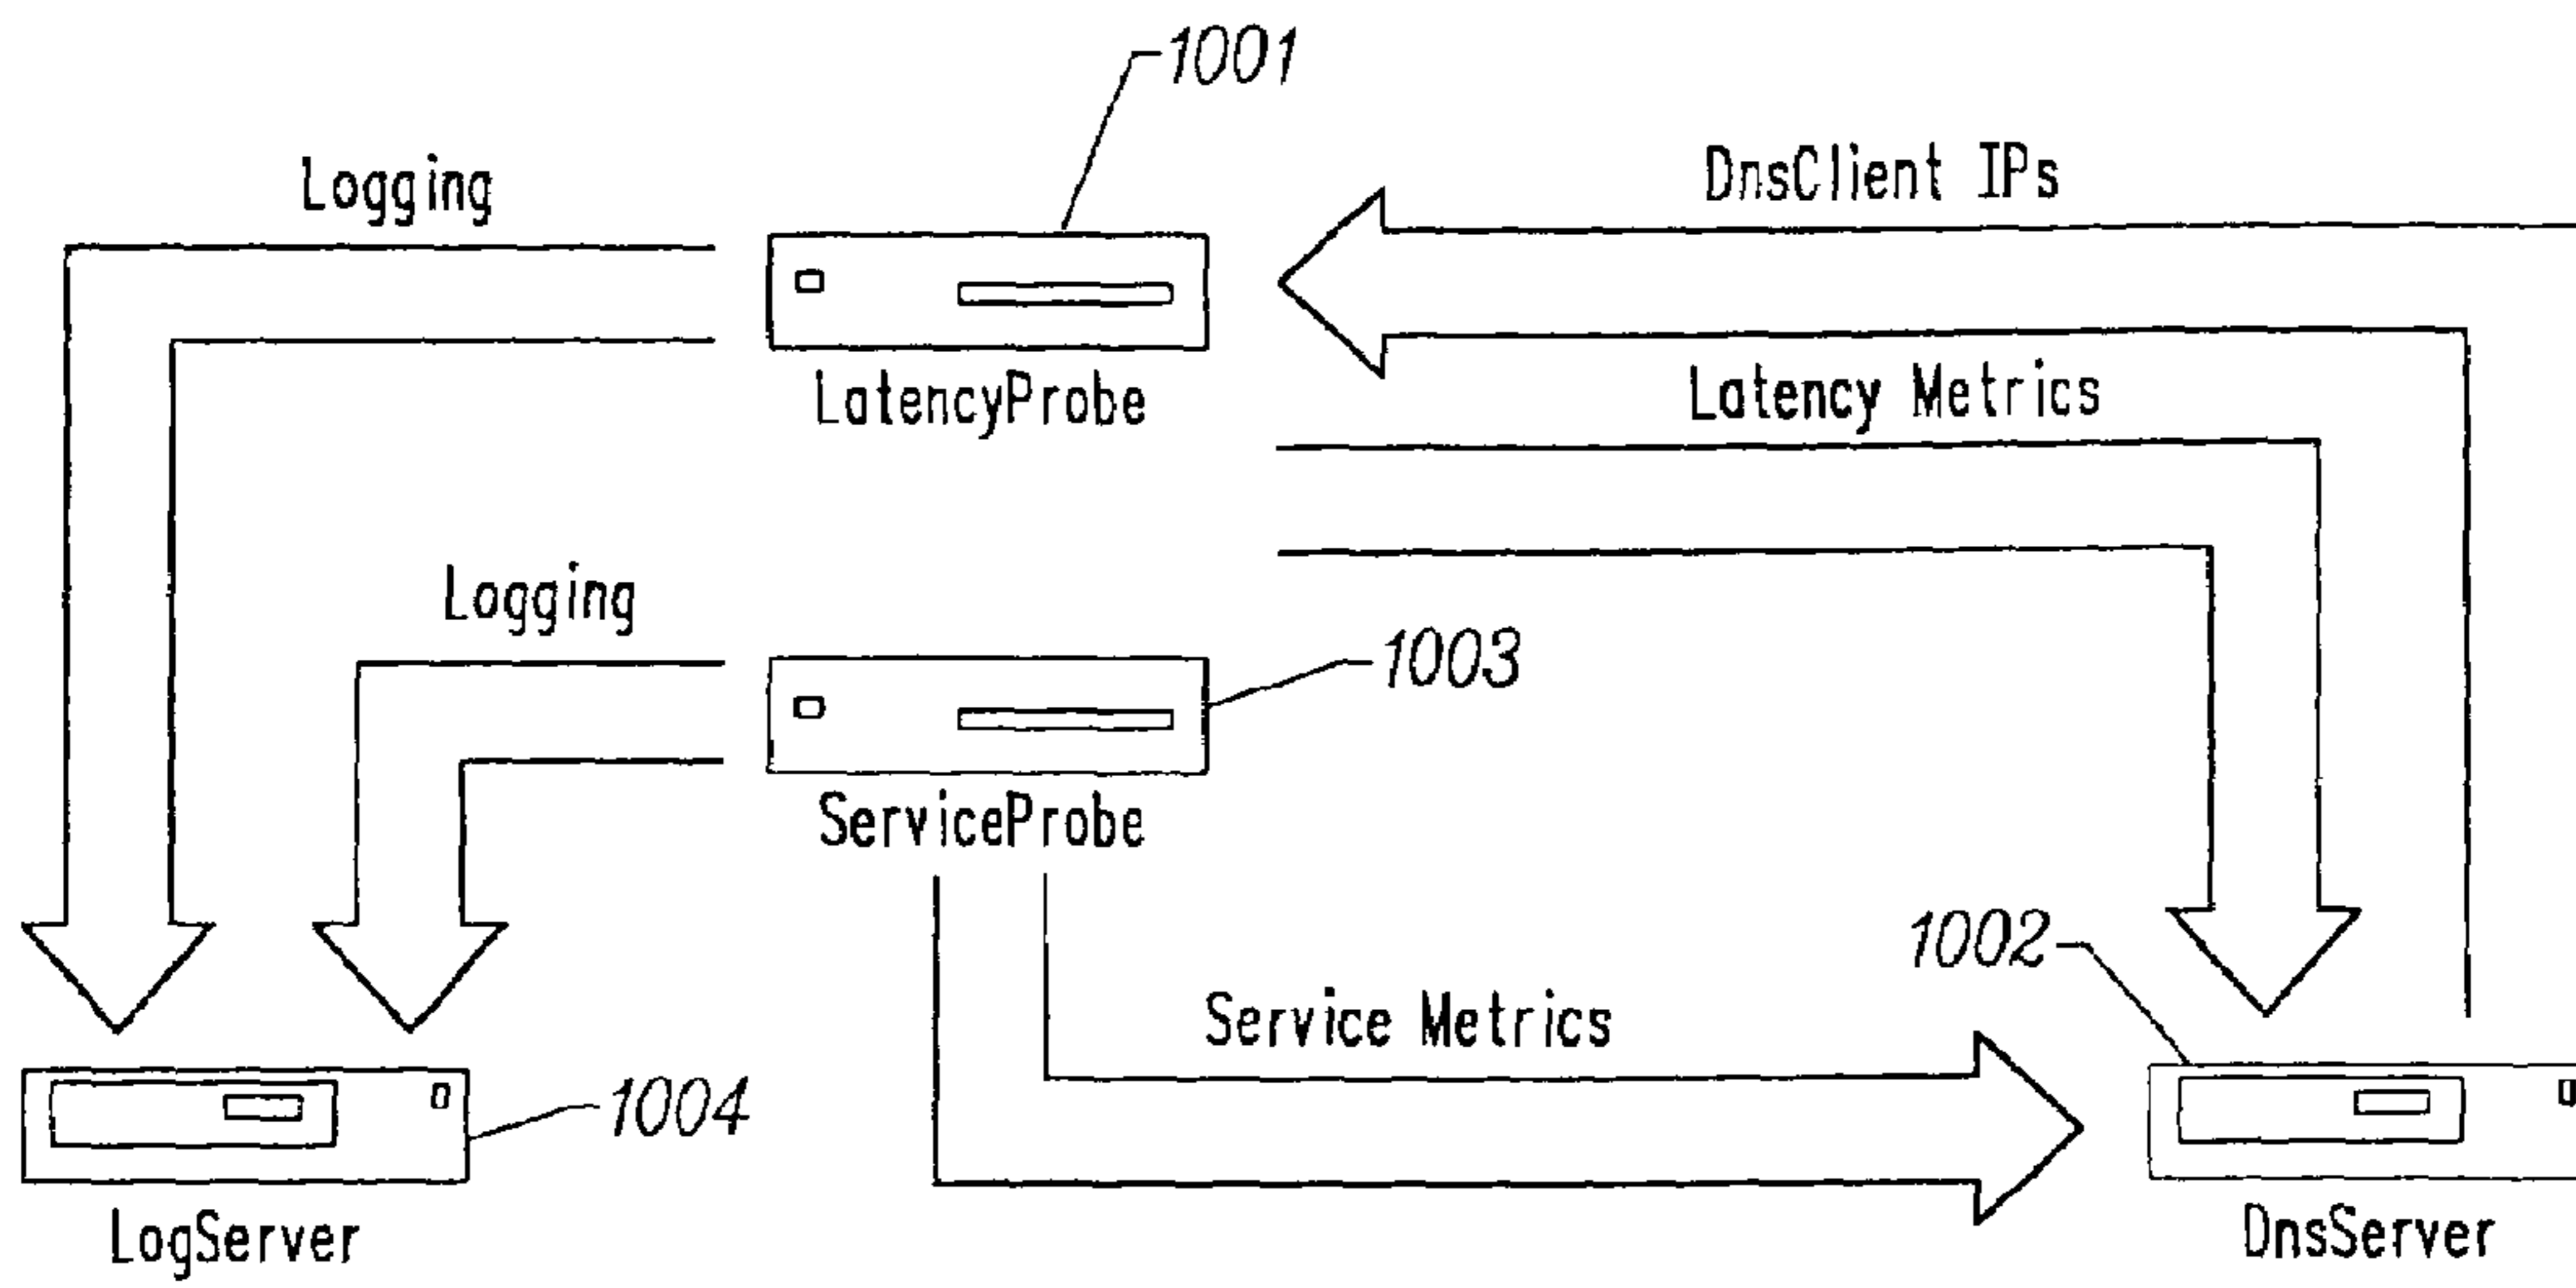 1001
Logging
DnsClient IPs
LatencyProbe
Latency Metrics
Logging
1003
ServiceProbe
1002
Service Metrics
1004
LogServer
DnsServer